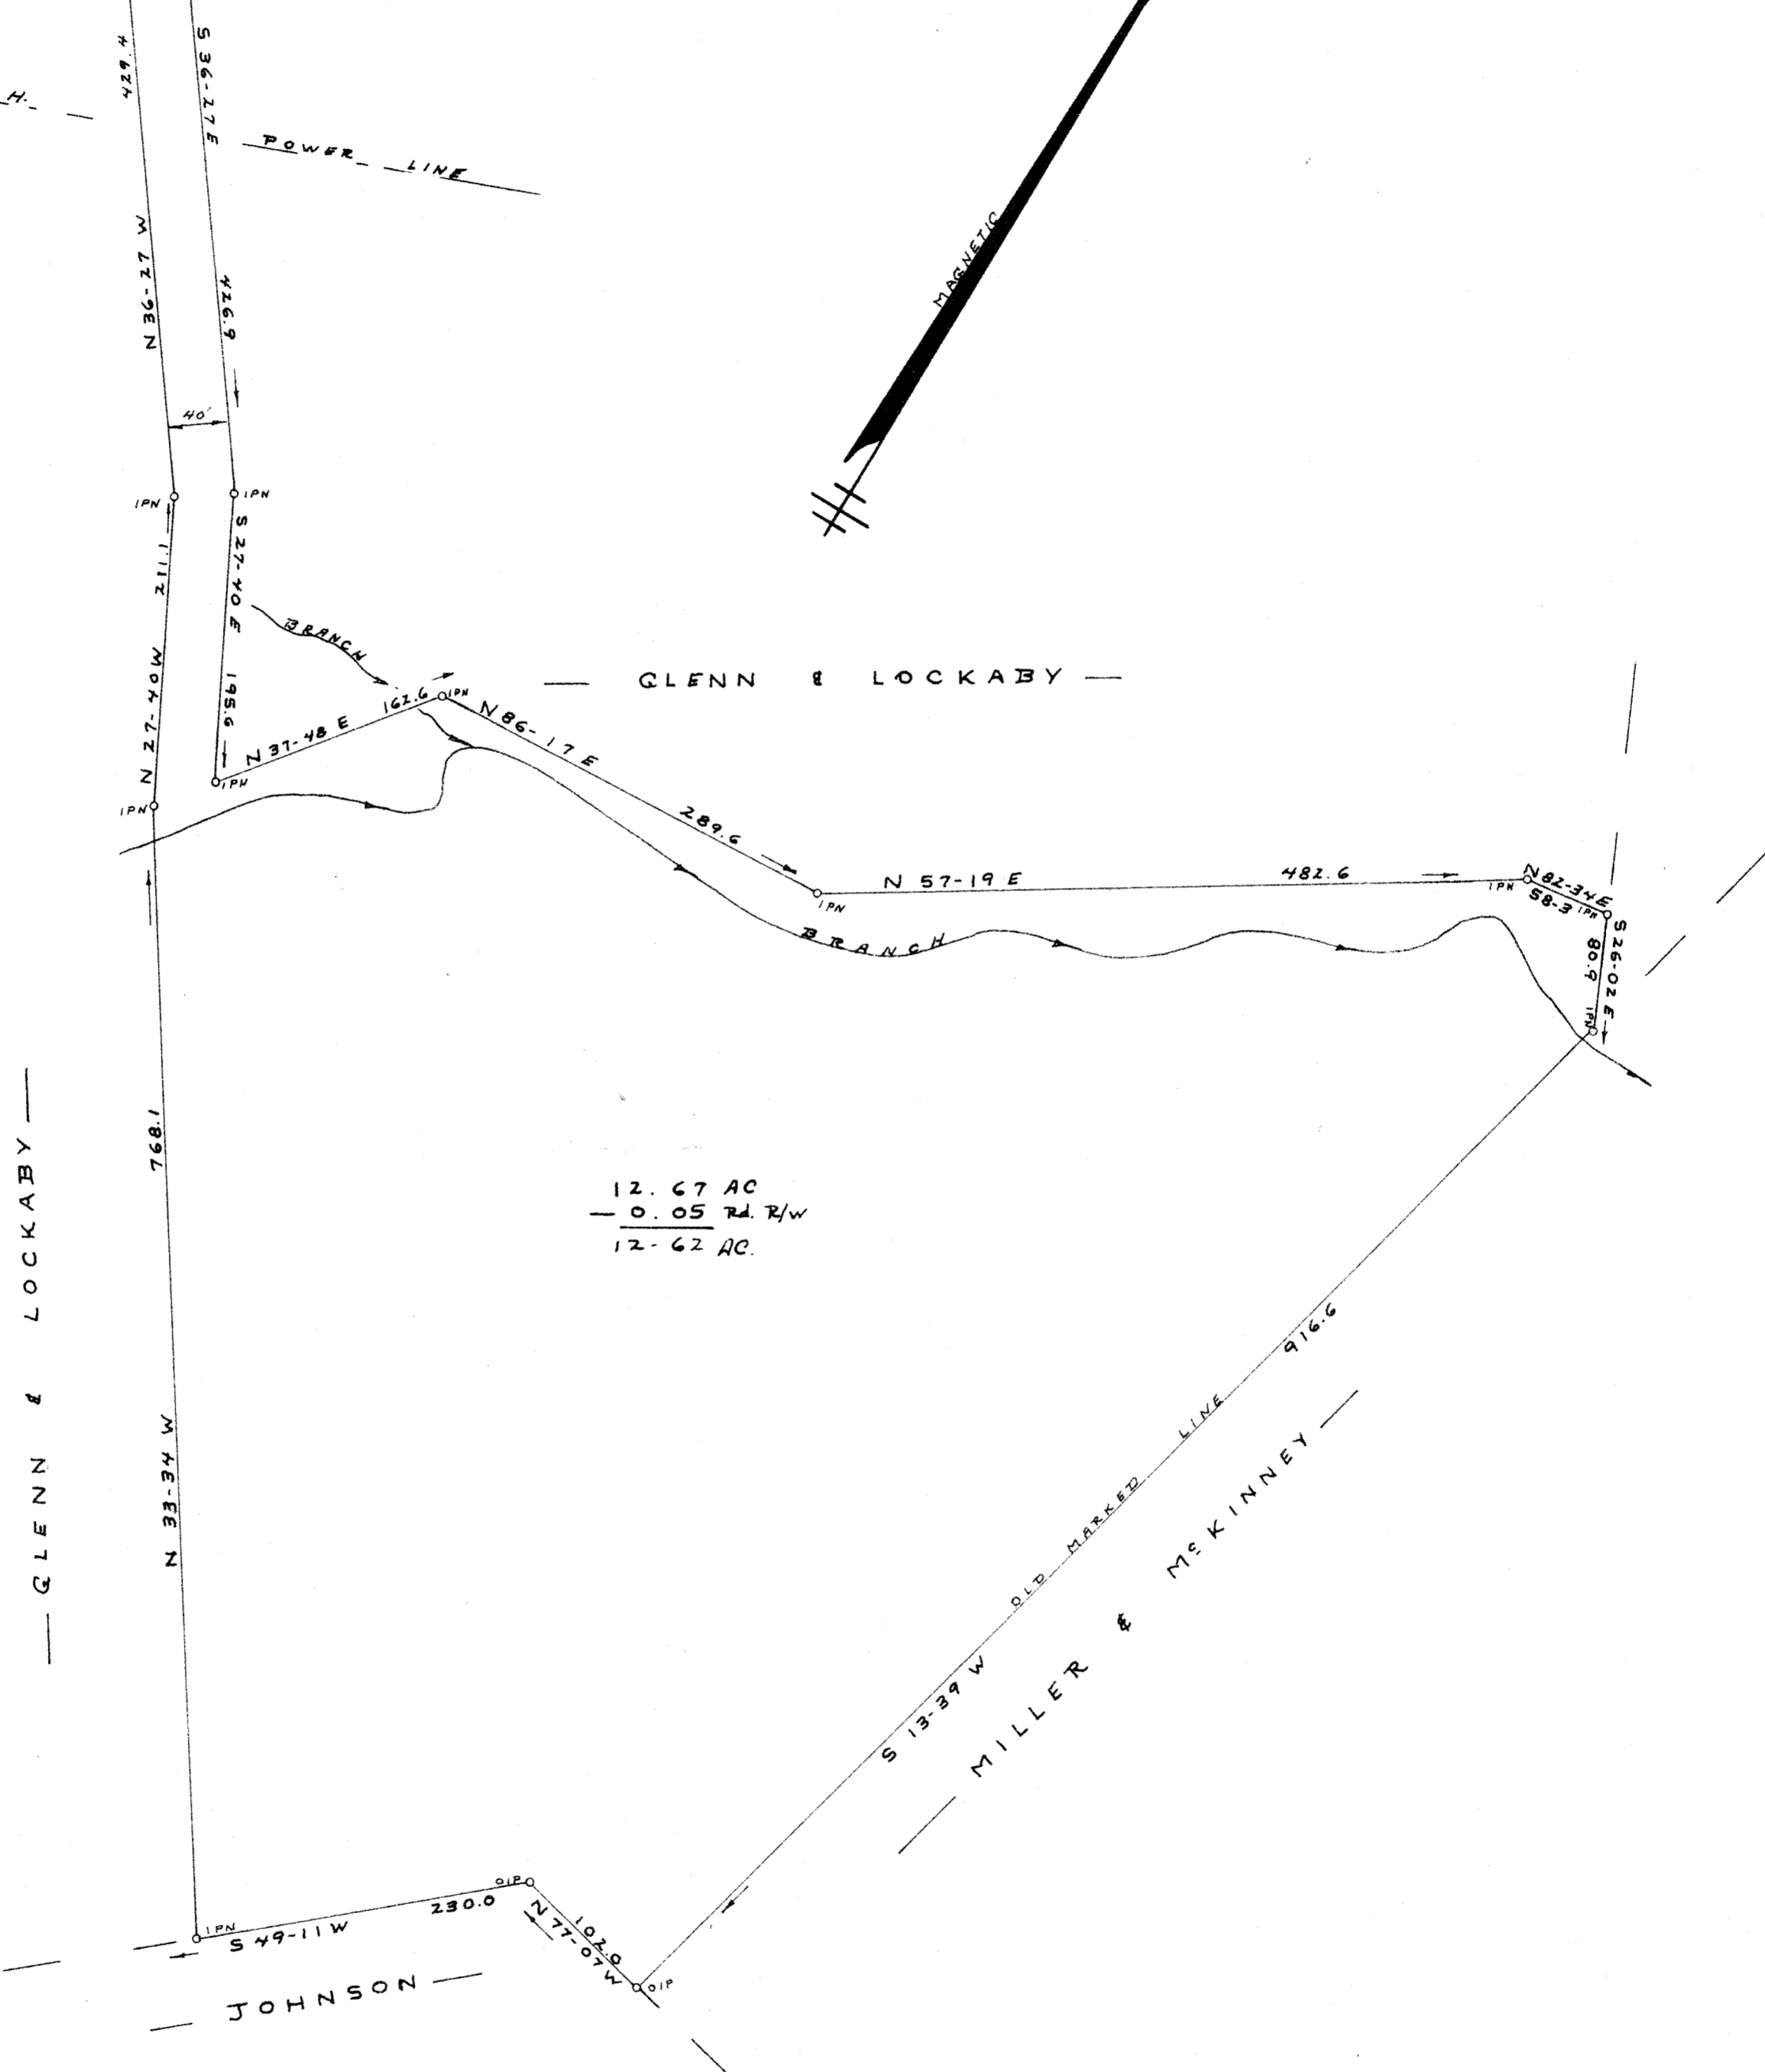 429.4
S 36-27 E
H.
POWER LINE
N 36-27 W
426.9
MAGNETIC
40'
IPN
IPN
211.1
S 27-40 E
BRANCH
N 27-40 W
195.6
GLENN & LOCKABY
N 37-48 E
162.6
IPN
N 86-17 E
IPN
IPN
289.6
N 57-19 E
482.6
IPN
IPN
N 82-34 E
58-3
IPN
S 26-02 E
80.9
IPN
BRANCH
768.1
12.67 AC
— 0.05 Rd. R/W
12-62 AC.
GLENN & LOCKABY
N 33-34 W
916.6
OLD MARKED LINE
S 13-39 W
MILLER & McKINNEY
OIP
230.0
IPN
S 49-11 W
102.0
N 77-07 W
OIP
JOHNSON